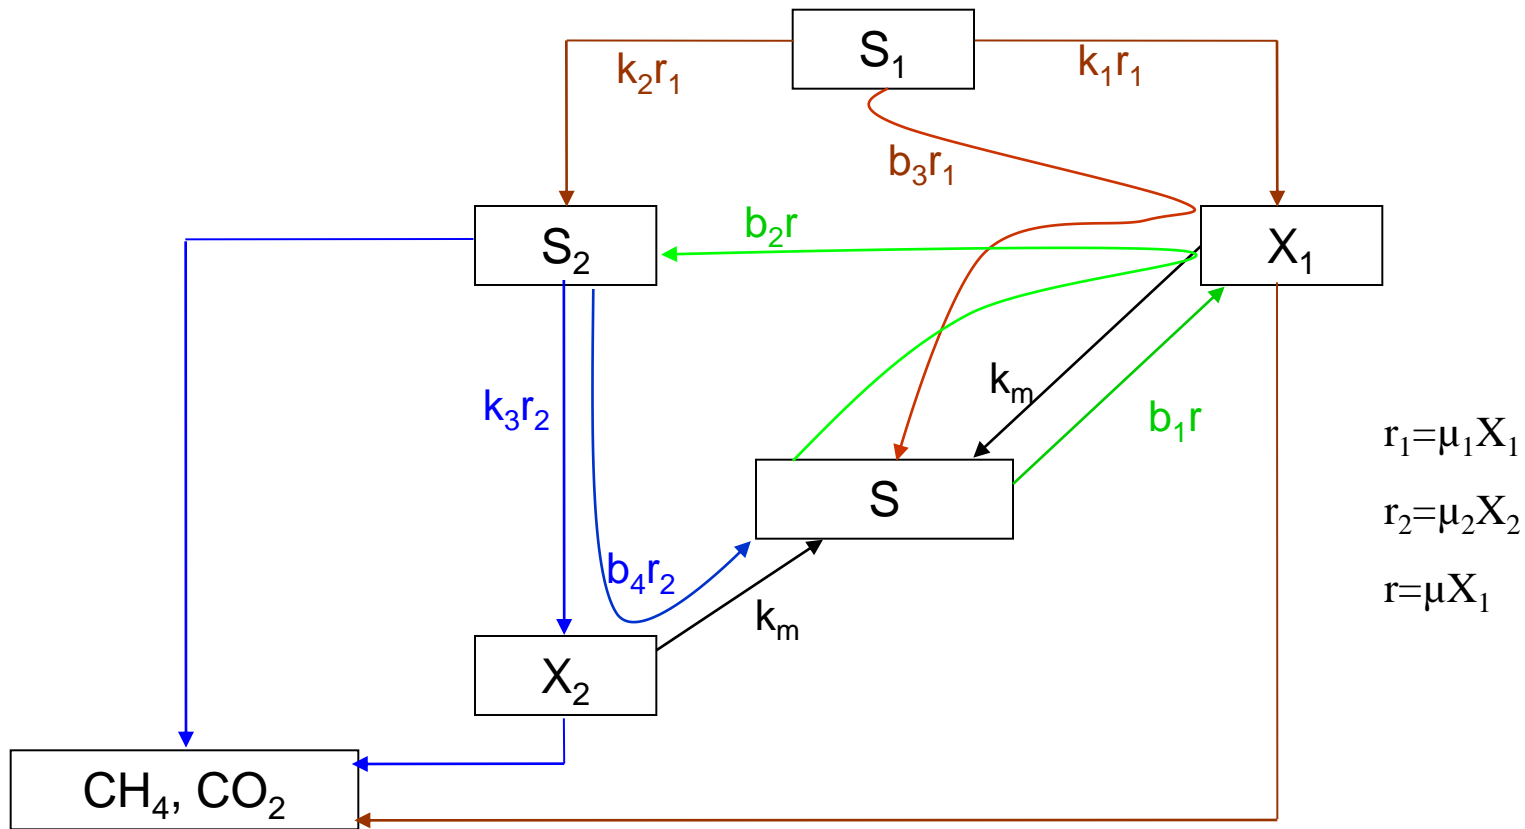 S₁
k₂r₁
k₁r₁
b₃r₁
S₂
b₂r
X₁
kₘ
k₃r₂
b₁r
r₁=μ₁X₁
S
r₂=μ₂X₂
b₄r₂
r=μX₁
kₘ
X₂
CH₄, CO₂